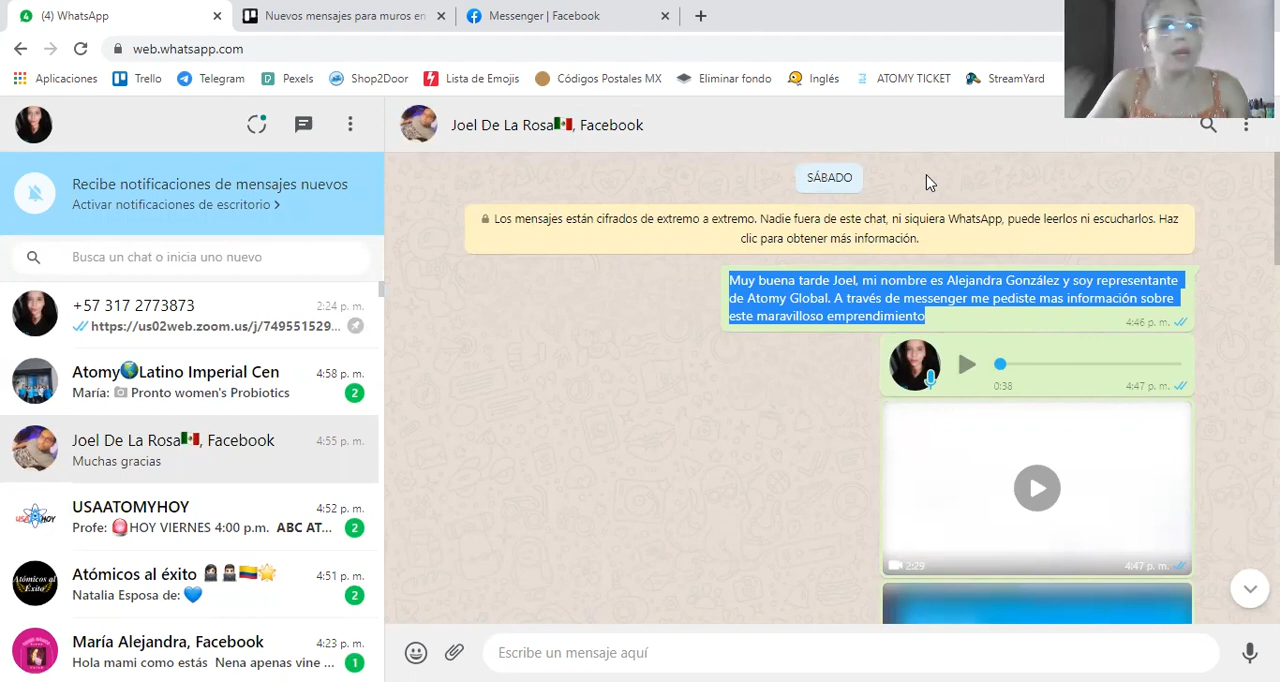 (4) WhatsApp
Nuevos mensajes para muros en
Messenger | Facebook
web.whatsapp.com
Aplicaciones
Trello
Telegram
Pexels
Shop2Door
Lista de Emojis
Códigos Postales MX
Eliminar fondo
Inglés
ATOMY TICKET
StreamYard
Joel De La Rosa🇲🇽, Facebook
Recibe notificaciones de mensajes nuevos
Activar notificaciones de escritorio >
Busca un chat o inicia uno nuevo
+57 317 2773873
2:24 p. m.
https://us02web.zoom.us/j/749551529...
Atomy🌎Latino Imperial Cen
4:58 p. m.
María: 📷 Pronto women's Probiotics
2
Joel De La Rosa🇲🇽, Facebook
4:55 p. m.
Muchas gracias
USAATOMYHOY
4:52 p. m.
Profe: 🚨HOY VIERNES 4:00 p.m. ABC AT...
2
Atómicos al éxito 👩🏻‍🎓👨🏻‍🎓🇨🇴🌟
4:51 p. m.
Natalia Esposa de: 💙
2
María Alejandra, Facebook
4:23 p. m.
Hola mami como estás Nena apenas vine ...
1
SÁBADO
Los mensajes están cifrados de extremo a extremo. Nadie fuera de este chat, ni siquiera WhatsApp, puede leerlos ni escucharlos. Haz
clic para obtener más información.
Muy buena tarde Joel, mi nombre es Alejandra González y soy representante
de Atomy Global. A través de messenger me pediste mas información sobre
este maravilloso emprendimiento
4:46 p. m.
0:38
4:47 p. m.
2:29
4:47 p. m.
Escribe un mensaje aquí